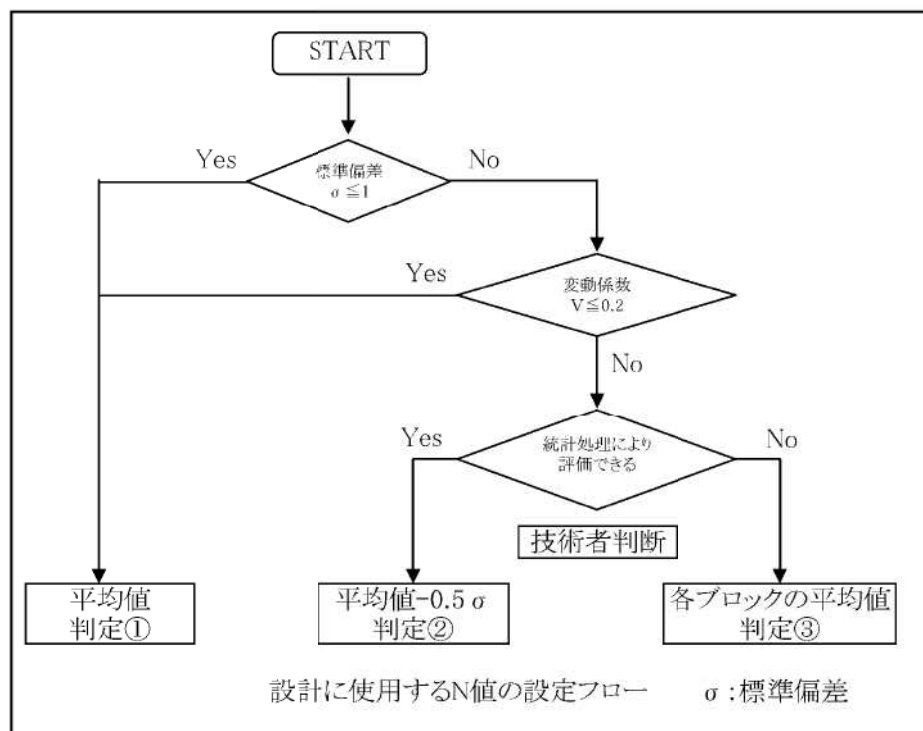 START
Yes
No
標準偏差
σ≦1
Yes
変動係数
V≦0.2
No
Yes
No
統計処理により
評価できる
技術者判断
平均値
判定①
平均値-0.5σ
判定②
各ブロックの平均値
判定③
設計に使用するN値の設定フロー σ:標準偏差